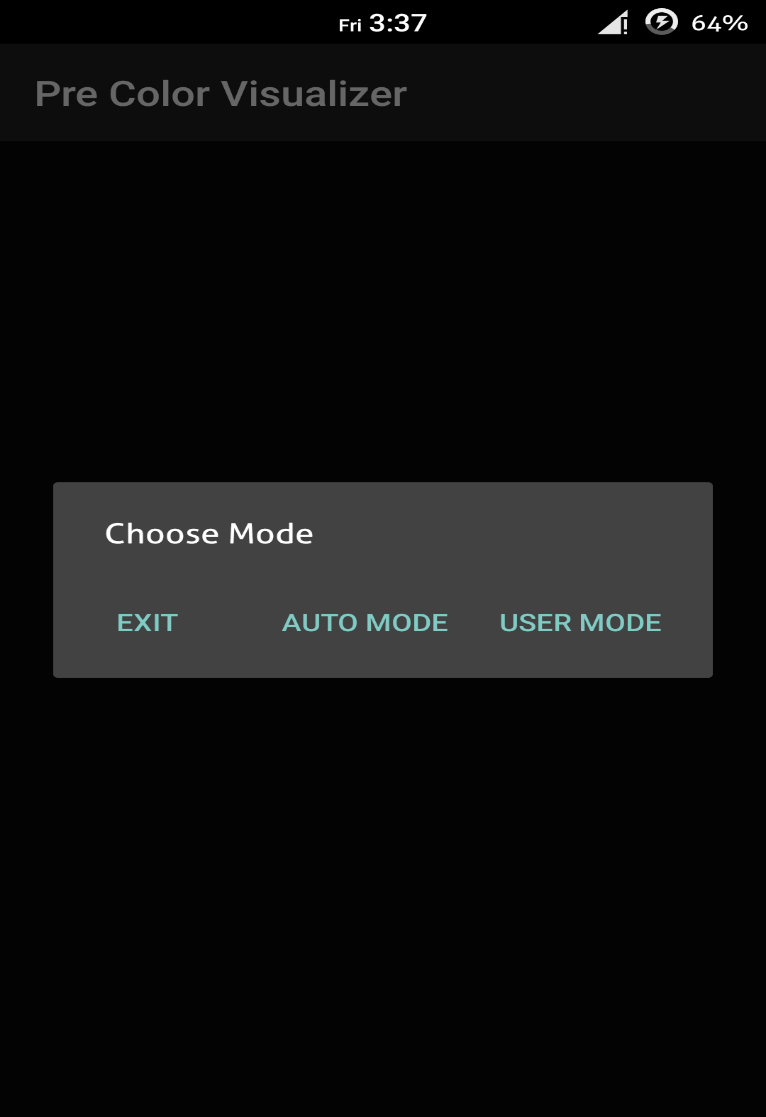 Fri 3:37 64%
Pre Color Visualizer
Choose Mode
EXIT AUTO MODE USER MODE